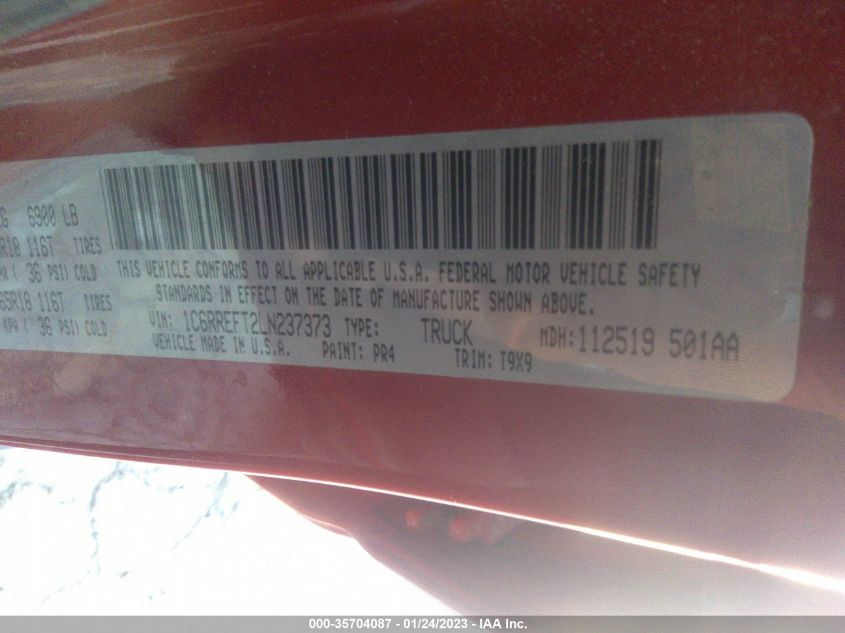 G 6900 LB
R18 116T TIRES
PA ( 36 PSI) COLD
65R18 116T TIRES
KPA ( 36 PSI) COLD
THIS VEHICLE CONFORMS TO ALL APPLICABLE U.S.A. FEDERAL MOTOR VEHICLE SAFETY
STANDARDS IN EFFECT ON THE DATE OF MANUFACTURE SHOWN ABOVE.
VIN: 1C6RREFT2LN237373 TYPE: TRUCK MDH: 112519 501AA
VEHICLE MADE IN U.S.A. PAINT: PR4 TRIM: T9X9
000-35704087 - 01/24/2023 - IAA Inc.